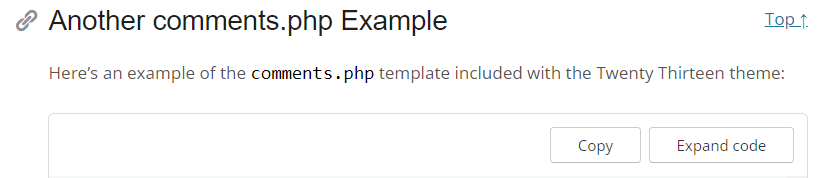 Another comments.php Example
Top ↑
Here’s an example of the comments.php template included with the Twenty Thirteen theme:
Copy
Expand code